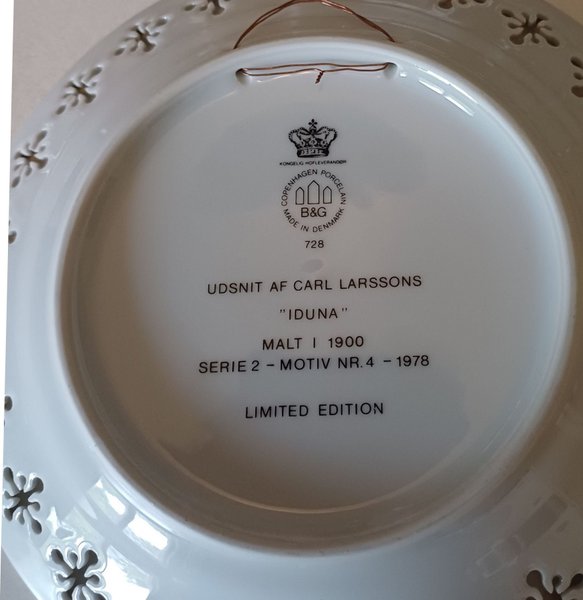 KONGELIG HOFLEVERANDØR
COPENHAGEN PORCELAIN
B&G
MADE IN DENMARK
728
UDSNIT AF CARL LARSSONS
"IDUNA"
MALT I 1900
SERIE 2 – MOTIV NR. 4 – 1978
LIMITED EDITION